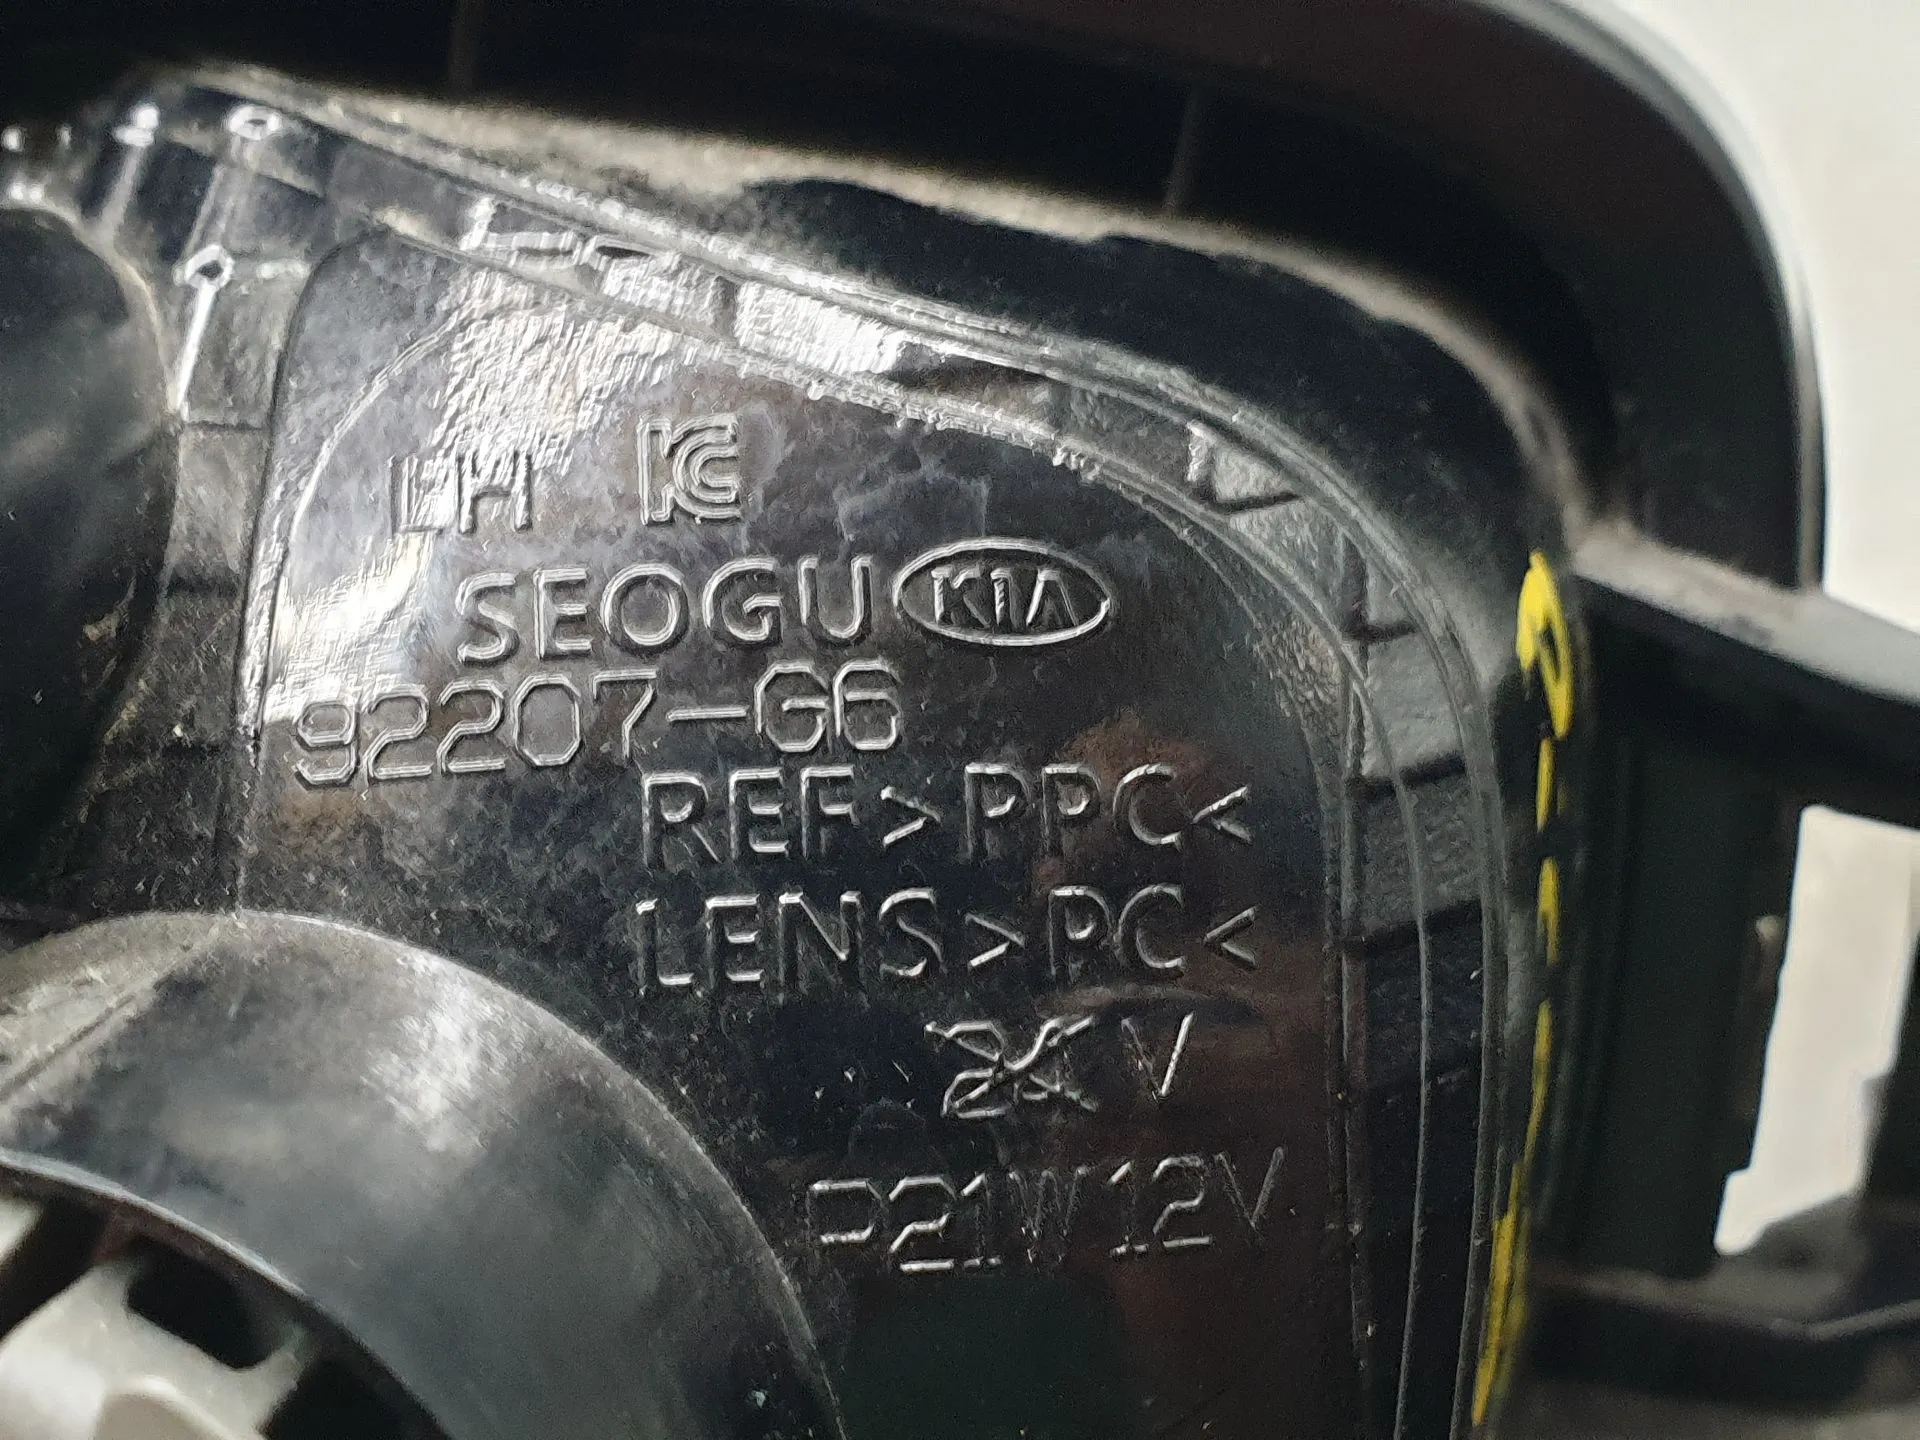 LH KC
SEOGU KIA
92207-G6
REF>PPC<
LENS>PC<
24V
P21W12V